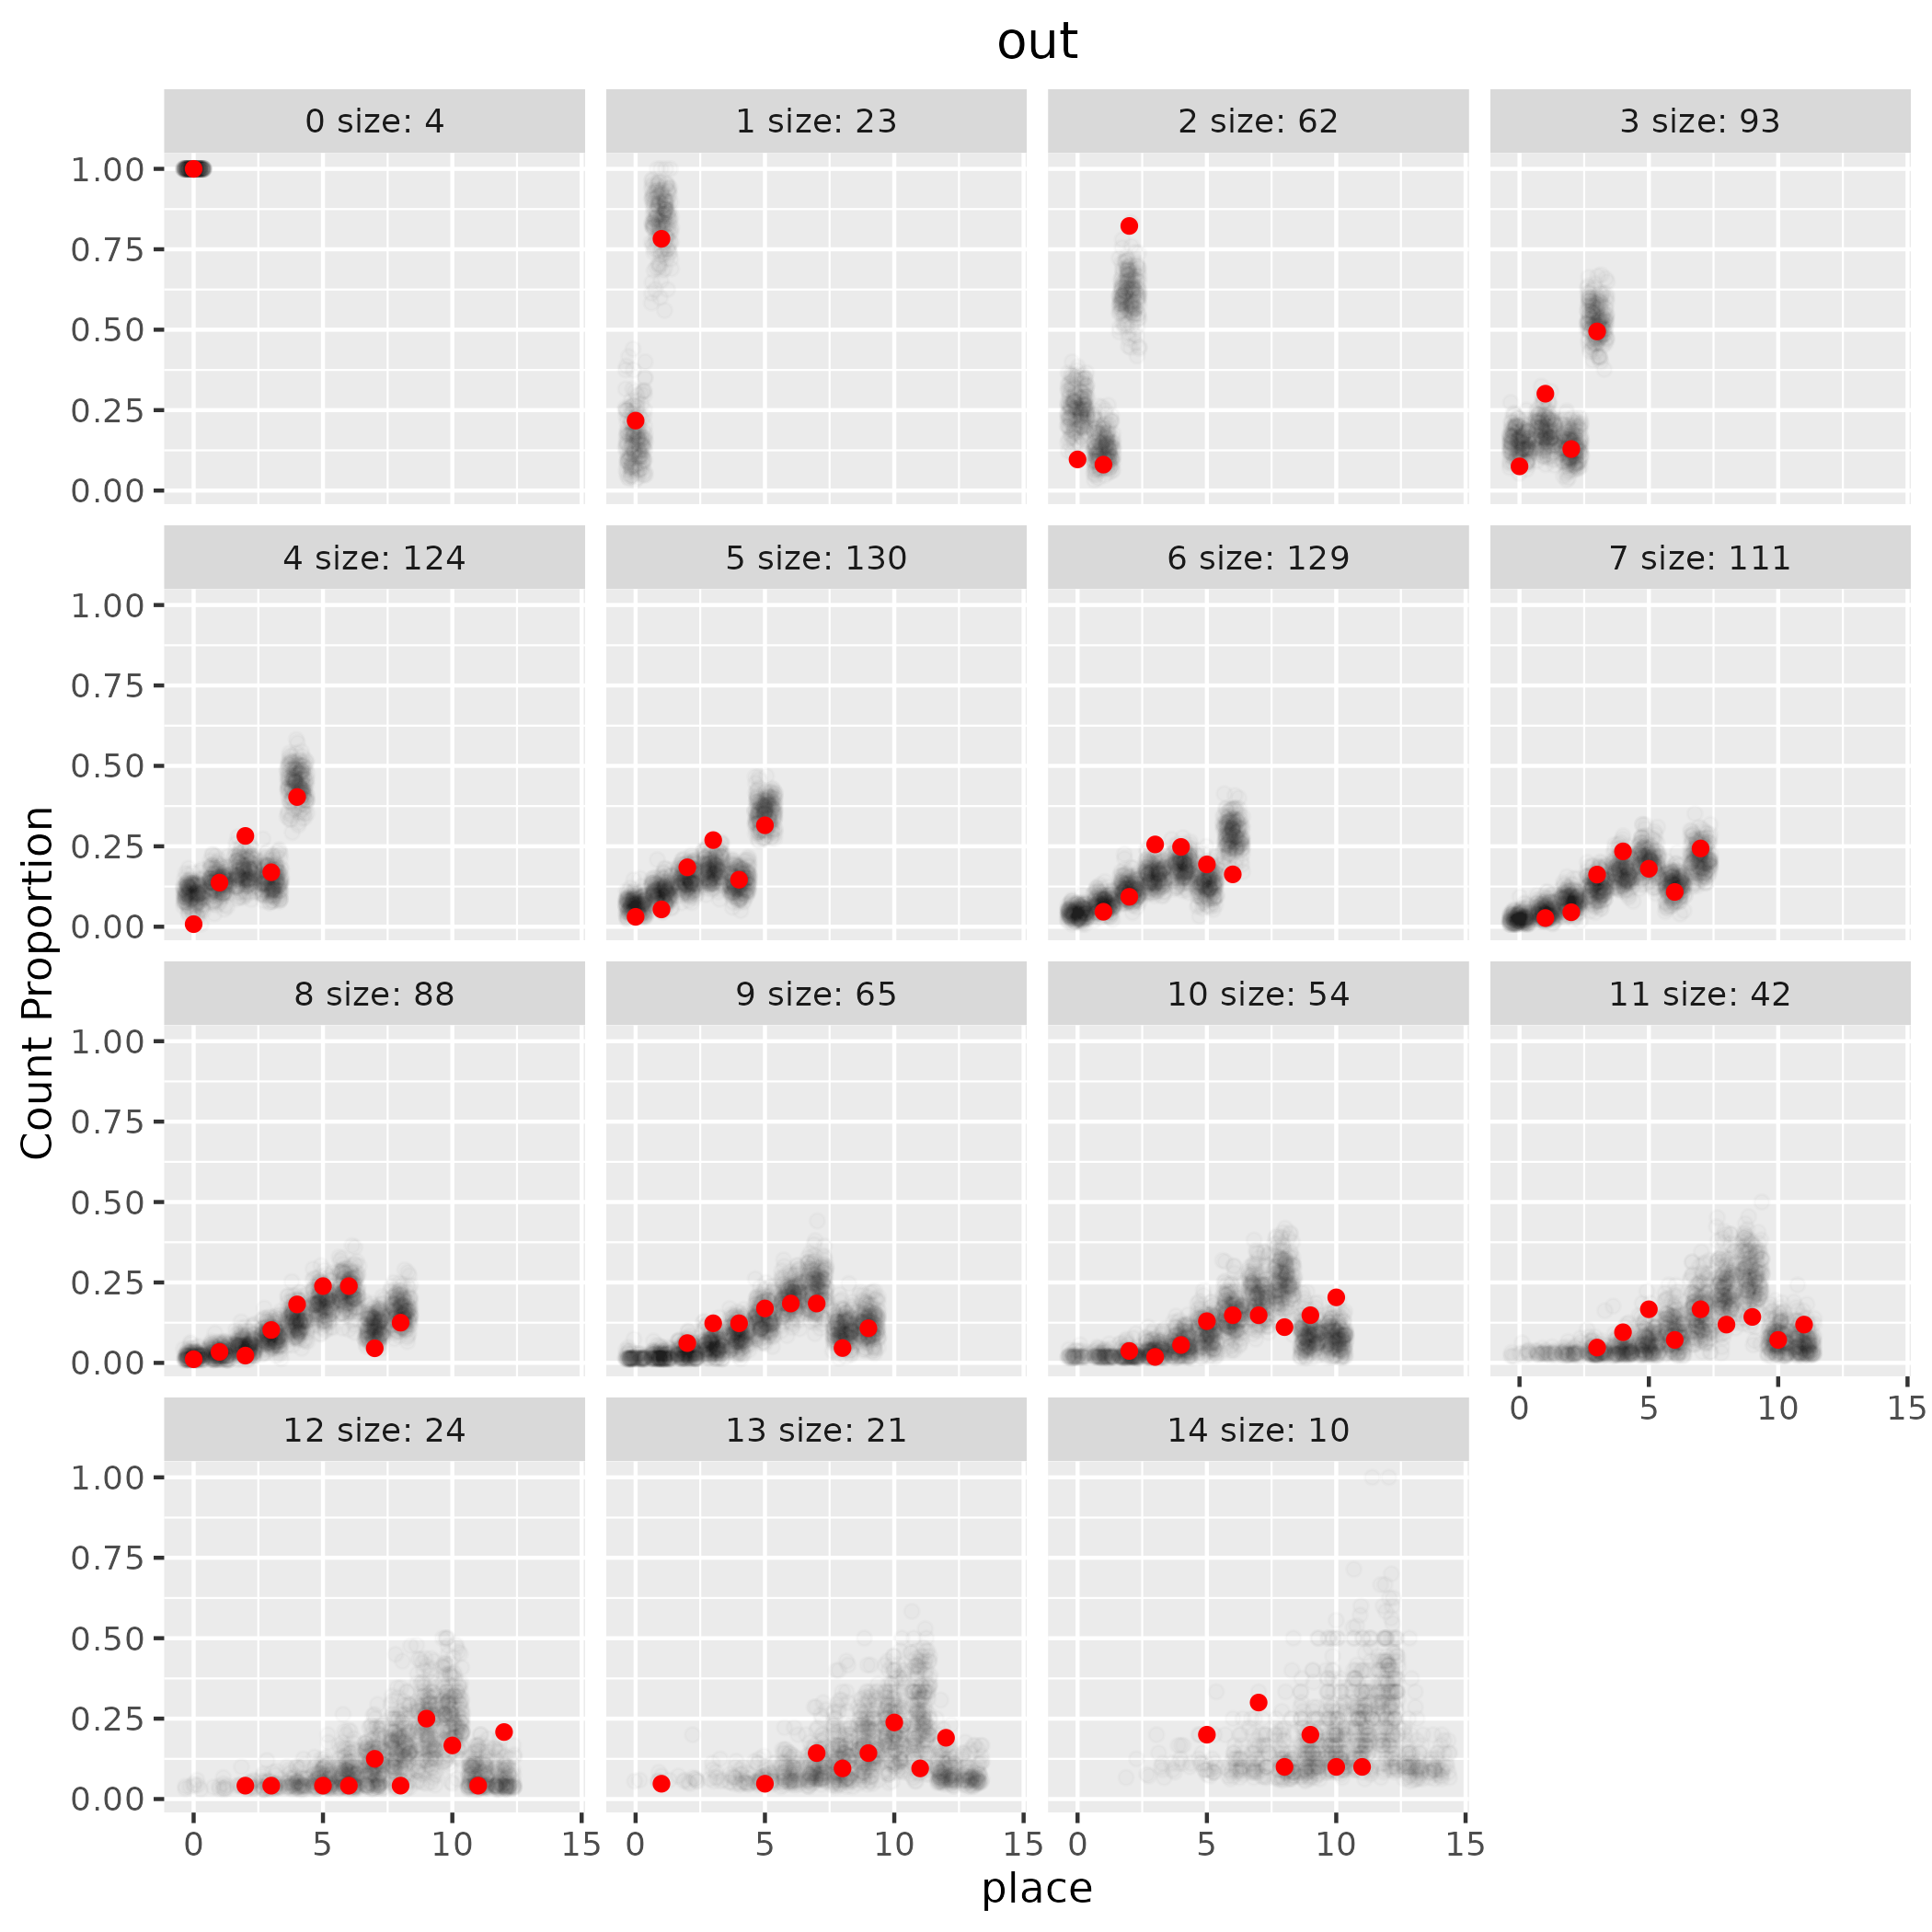 out
0 size: 4
1 size: 23
2 size: 62
3 size: 93
1.00
0.75
0.50
0.25
0.00
4 size: 124
5 size: 130
6 size: 129
7 size: 111
1.00
0.75
0.50
0.25
0.00
Count Proportion
8 size: 88
9 size: 65
10 size: 54
11 size: 42
1.00
0.75
0.50
0.25
0.00
0 5 10 15
12 size: 24
13 size: 21
14 size: 10
1.00
0.75
0.50
0.25
0.00
0 5 10 15
0 5 10 15
0 5 10 15
place